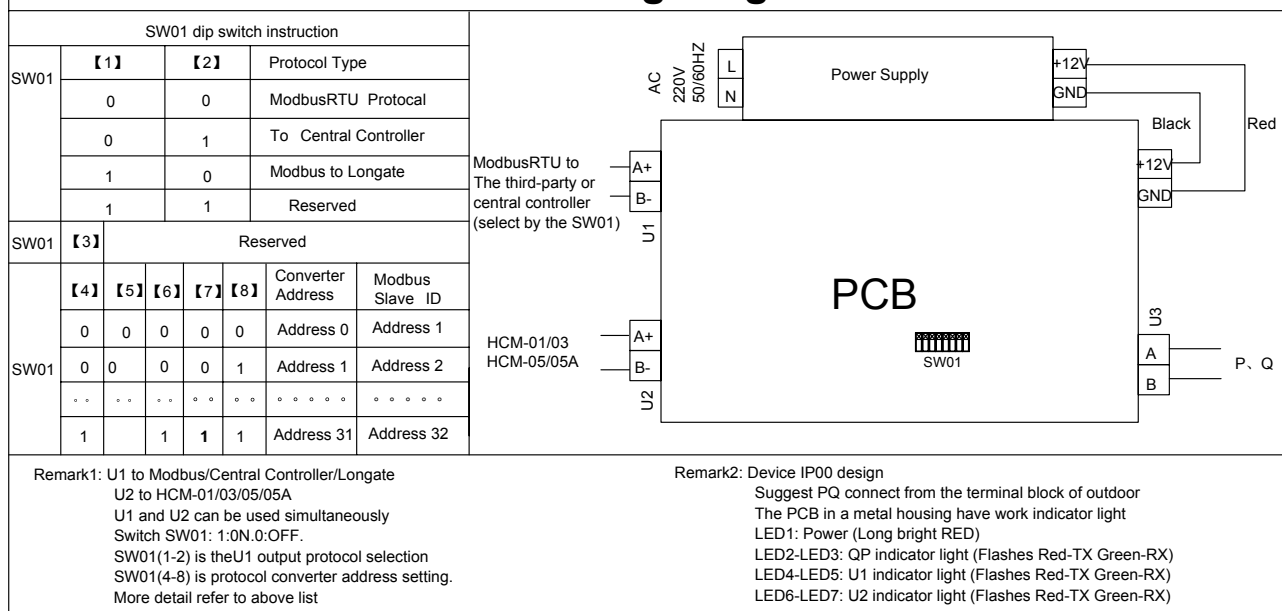 SW01 dip switch instruction
SW01 【1】 【2】 Protocol Type
0 0 ModbusRTU Protocal
0 1 To Central Controller
1 0 Modbus to Longate
1 1 Reserved
SW01 【3】 Reserved
SW01 【4】 【5】 【6】 【7】 【8】 Converter Address Modbus Slave ID
0 0 0 0 0 Address 0 Address 1
0 0 0 0 1 Address 1 Address 2
1 1 1 1 Address 31 Address 32
AC
220V
50/60HZ
L
N
Power Supply
+12V
GND
Black
Red
+12V
GND
ModbusRTU to
The third-party or
central controller
(select by the SW01)
A+
B-
U1
PCB
SW01
HCM-01/03
HCM-05/05A
A+
B-
U2
U3
A
B
P、Q
Remark1: U1 to Modbus/Central Controller/Longate
U2 to HCM-01/03/05/05A
U1 and U2 can be used simultaneously
Switch SW01: 1:0N.0:OFF.
SW01(1-2) is theU1 output protocol selection
SW01(4-8) is protocol converter address setting.
More detail refer to above list
Remark2: Device IP00 design
Suggest PQ connect from the terminal block of outdoor
The PCB in a metal housing have work indicator light
LED1: Power (Long bright RED)
LED2-LED3: QP indicator light (Flashes Red-TX Green-RX)
LED4-LED5: U1 indicator light (Flashes Red-TX Green-RX)
LED6-LED7: U2 indicator light (Flashes Red-TX Green-RX)